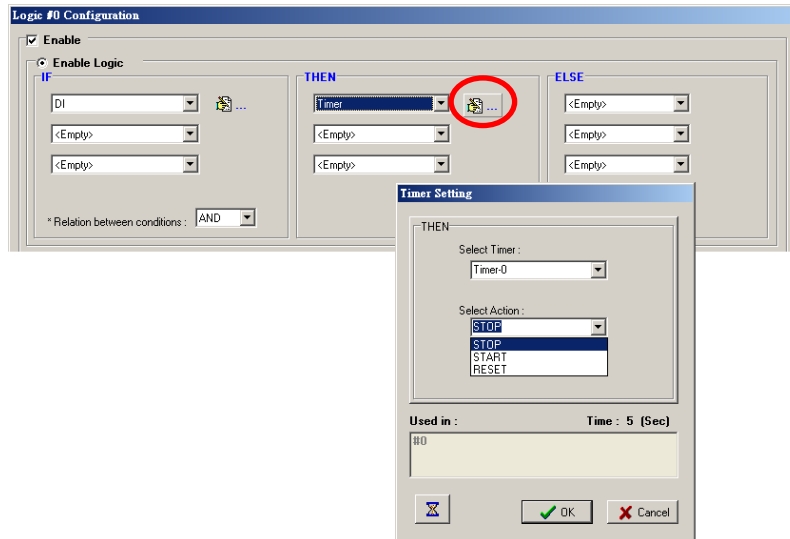 Logic #0 Configuration
Enable
Enable Logic
IF
DI
...
<Empty>
<Empty>
* Relation between conditions : AND
THEN
Timer
...
<Empty>
<Empty>
ELSE
<Empty>
<Empty>
<Empty>
Timer Setting
THEN
Select Timer :
Timer-0
Select Action :
STOP
STOP
START
RESET
Used in : Time : 5 (Sec)
#0
OK Cancel